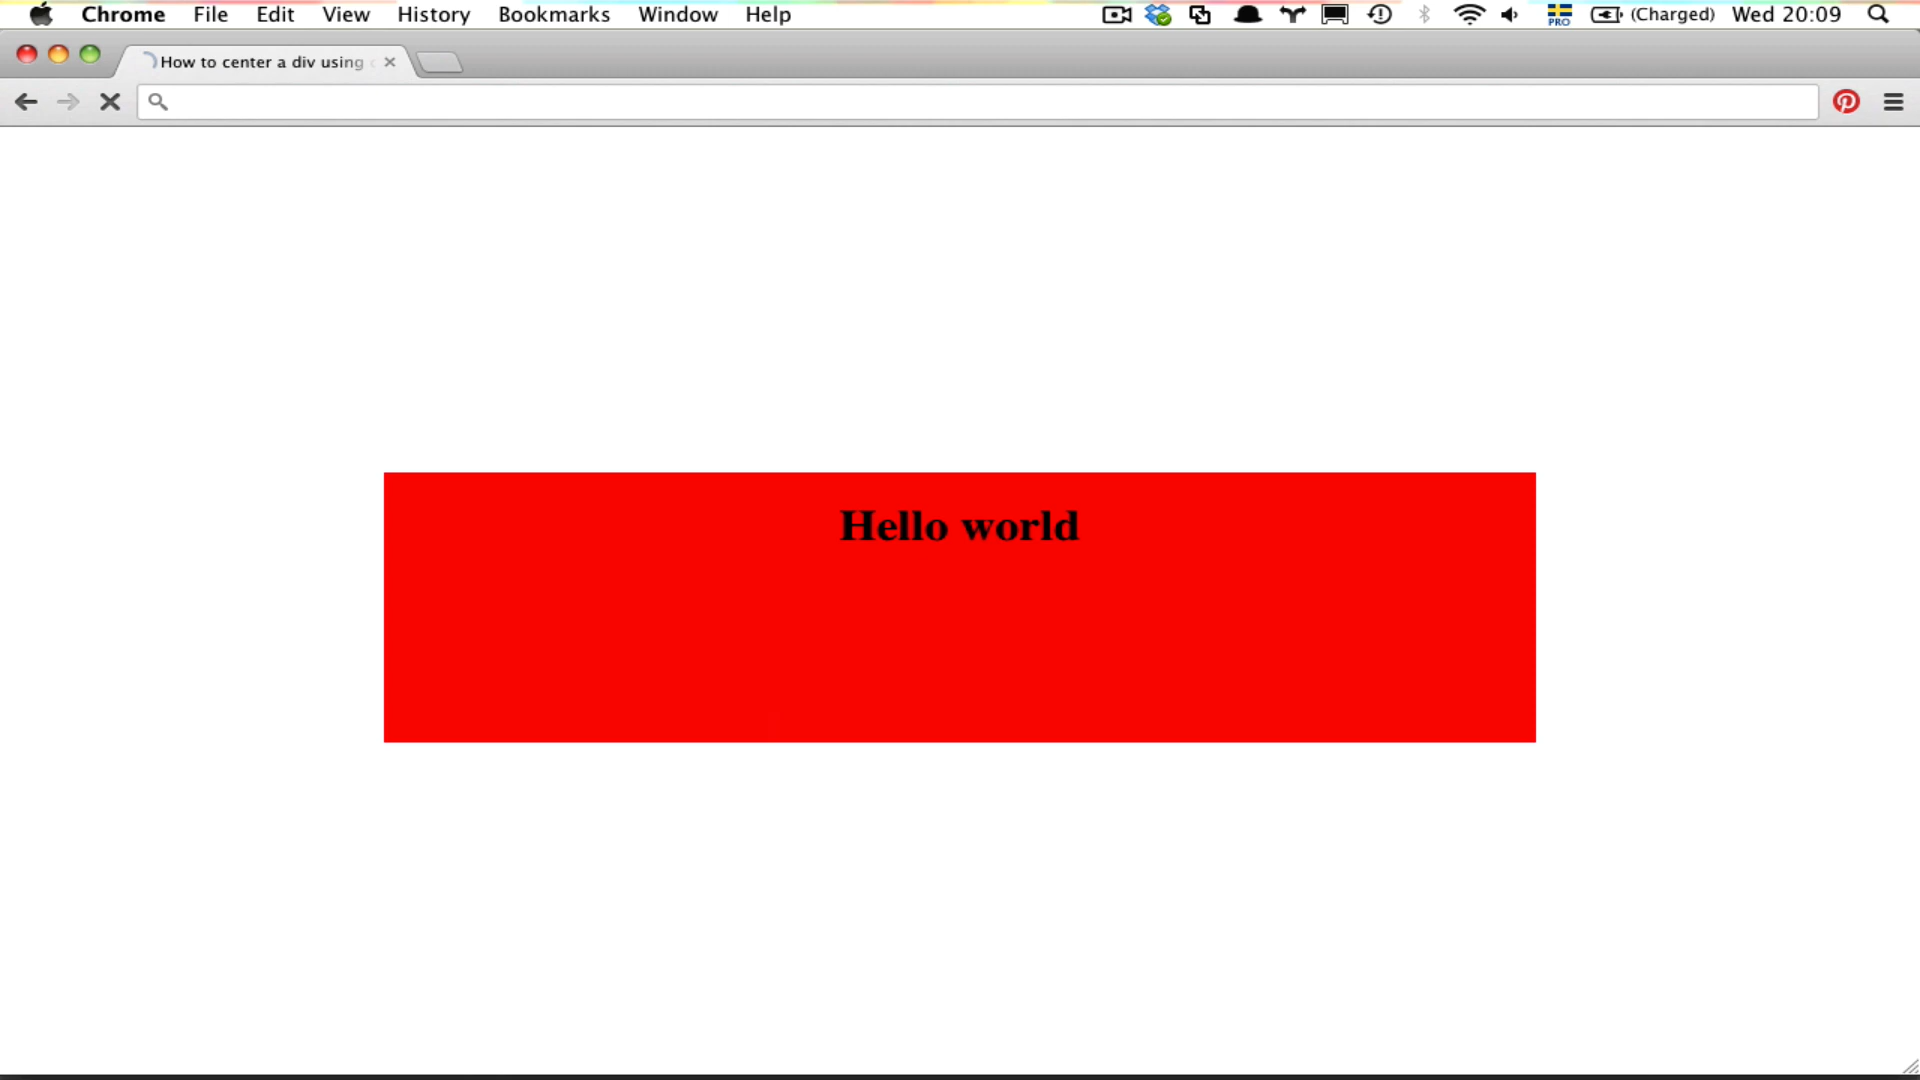 Chrome File Edit View History Bookmarks Window Help PRO (Charged) Wed 20:09
How to center a div using
Hello world